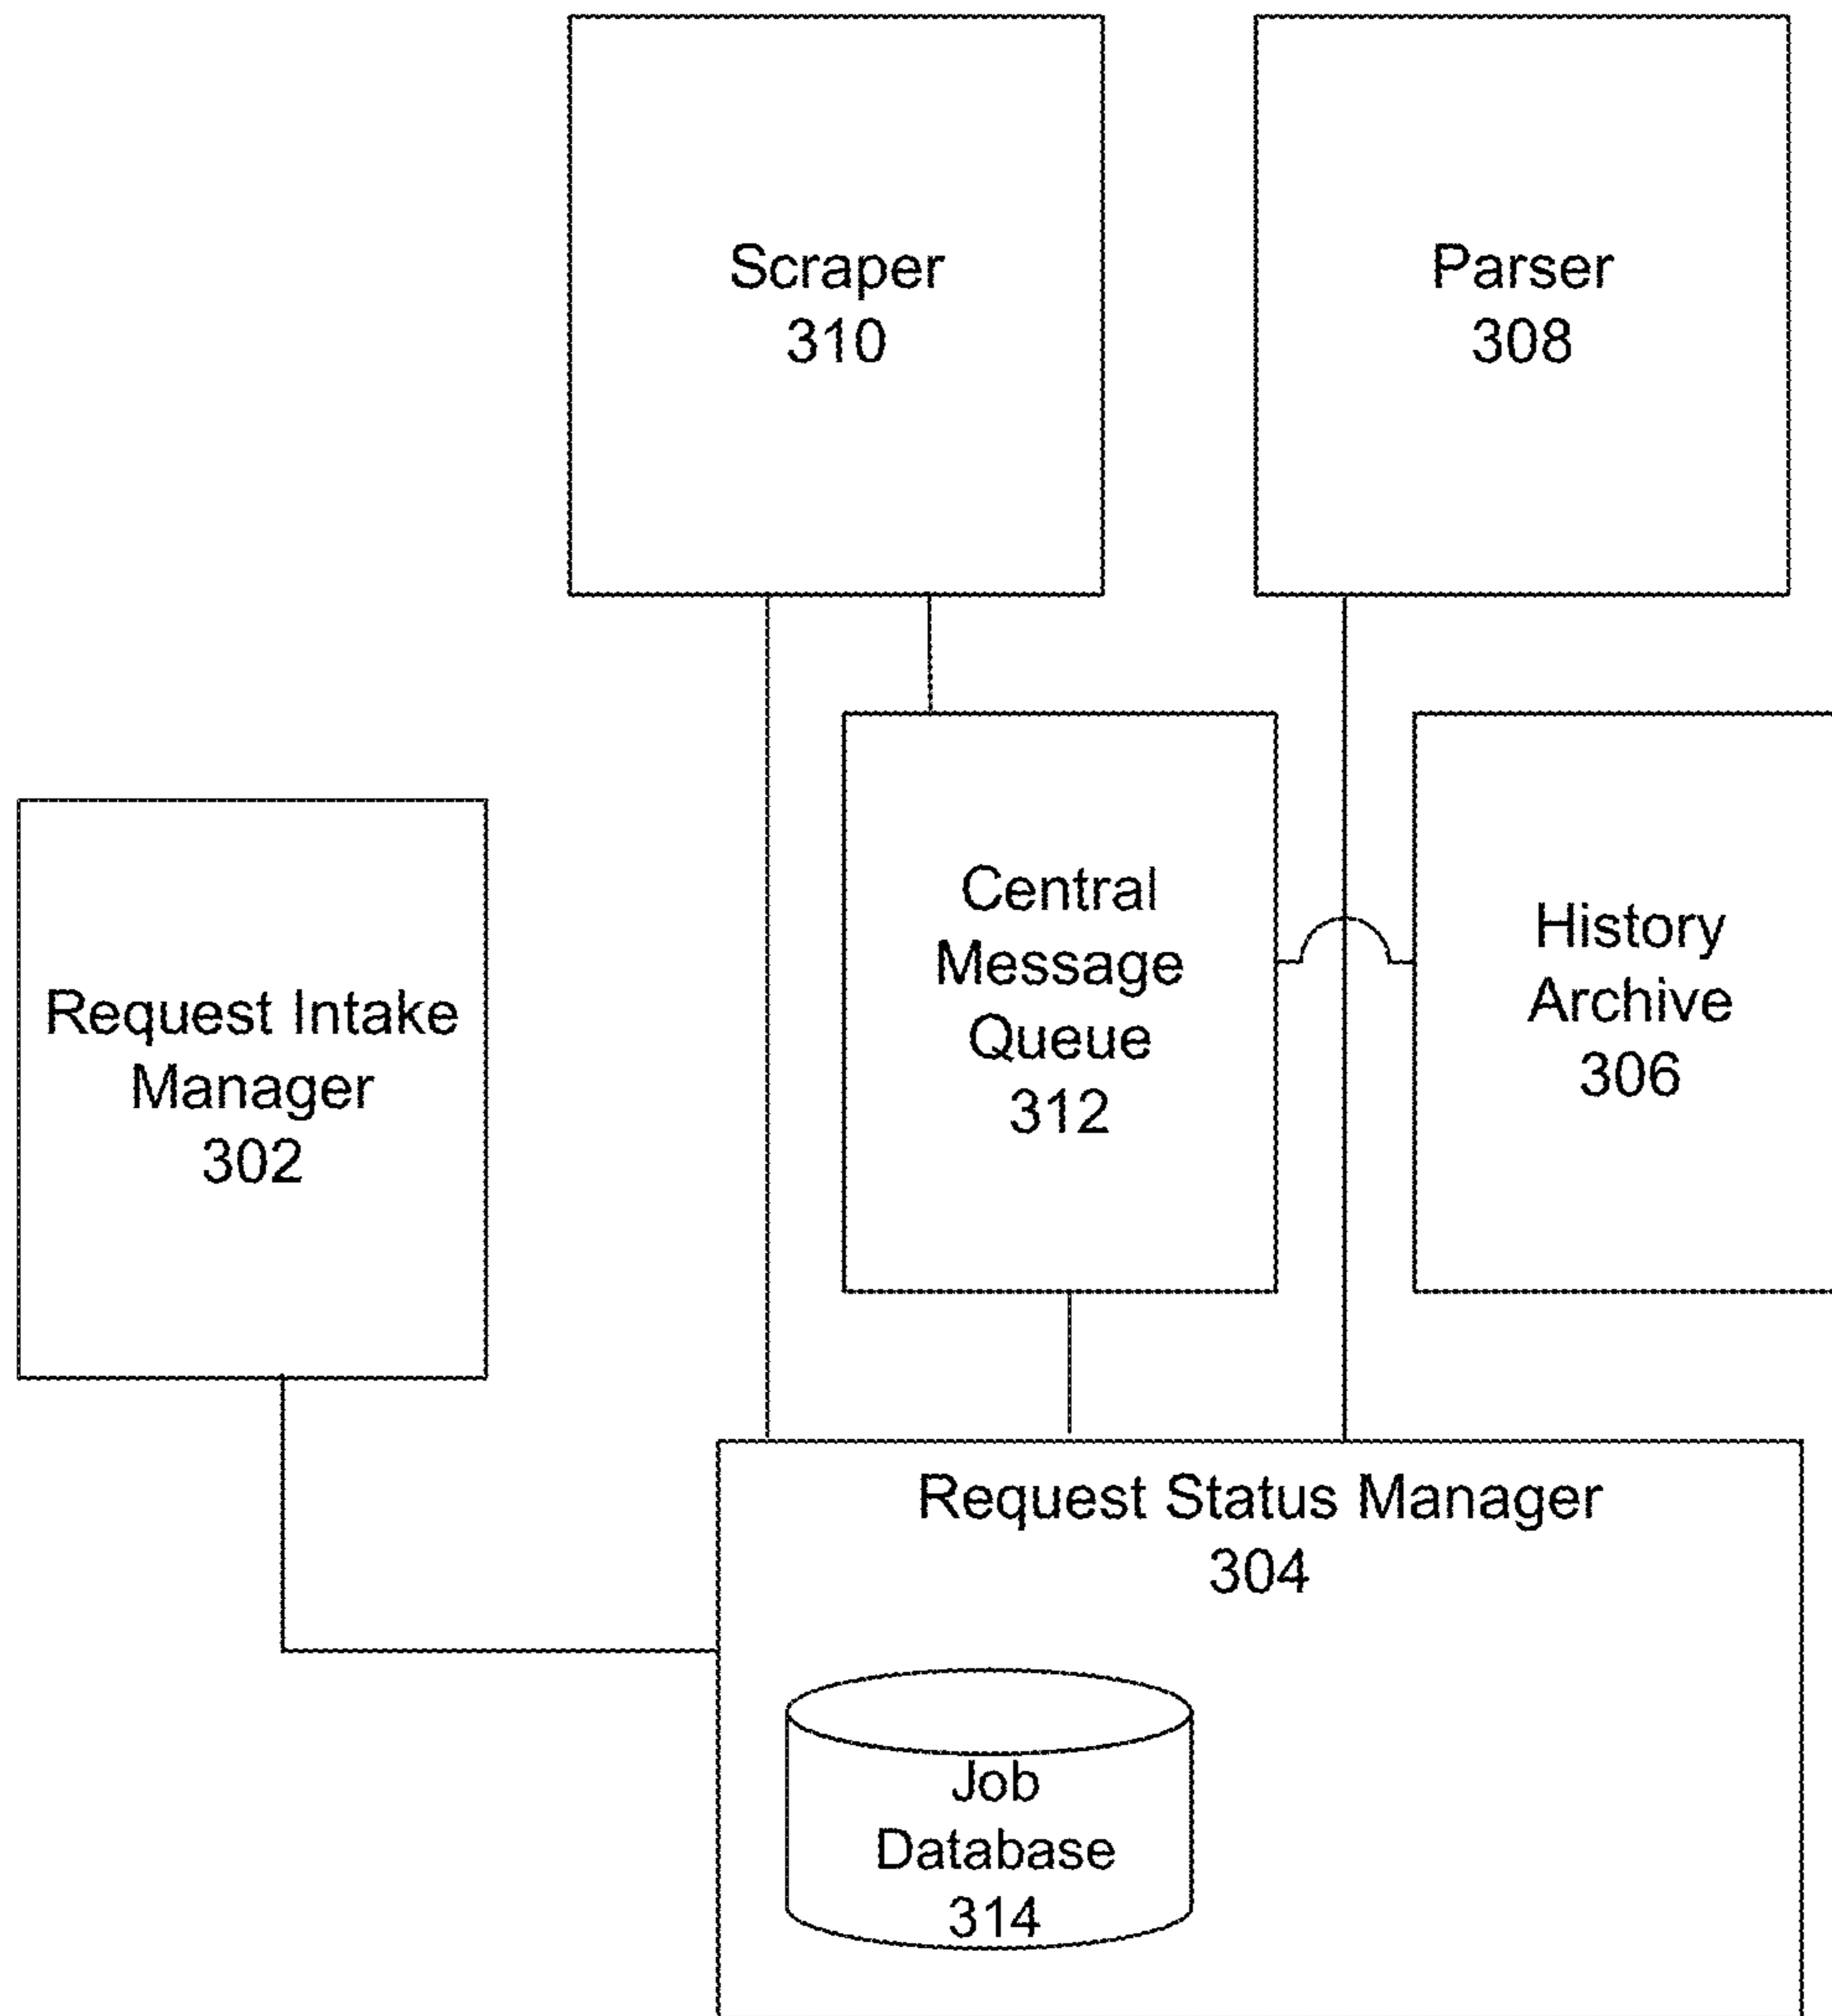 Scraper
310
Parser
308
Request Intake
Manager
302
Central
Message
Queue
312
History
Archive
306
Request Status Manager
304
Job
Database
314